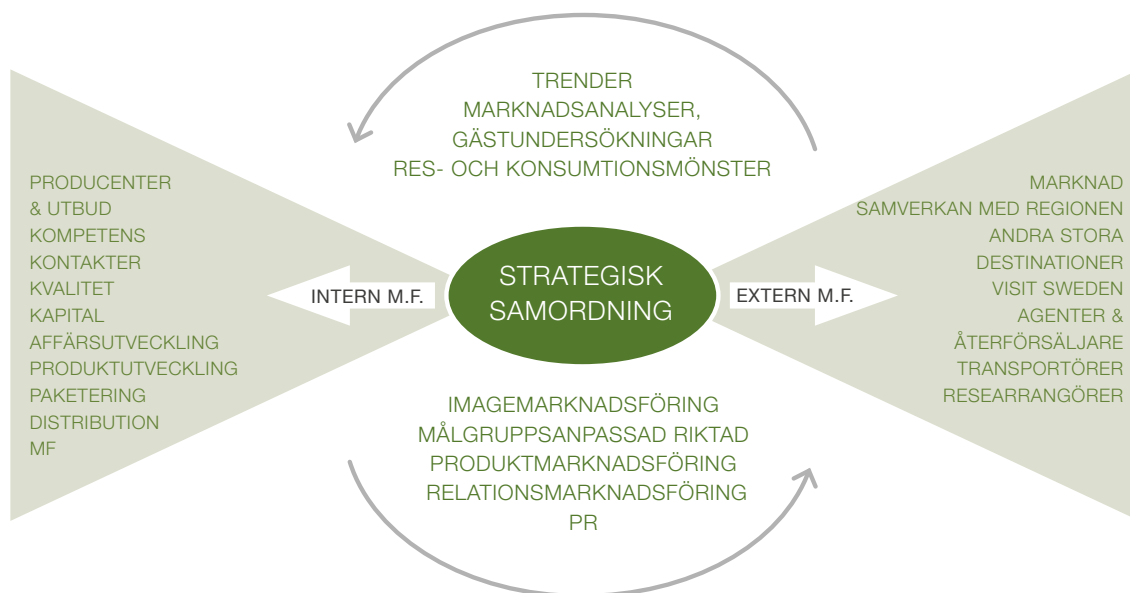 TRENDER
MARKNADSANALYSER,
GÄSTUNDERSÖKNINGAR
RES- OCH KONSUMTIONSMÖNSTER
PRODUCENTER
& UTBUD
KOMPETENS
KONTAKTER
KVALITET
KAPITAL
AFFÄRSUTVECKLING
PRODUKTUTVECKLING
PAKETERING
DISTRIBUTION
MF
INTERN M.F.
STRATEGISK
SAMORDNING
EXTERN M.F.
MARKNAD
SAMVERKAN MED REGIONEN
ANDRA STORA
DESTINATIONER
VISIT SWEDEN
AGENTER &
ÅTERFÖRSÄLJARE
TRANSPORTÖRER
RESEARRANGÖRER
IMAGEMARKNADSFÖRING
MÅLGRUPPSANPASSAD RIKTAD
PRODUKTMARKNADSFÖRING
RELATIONSMARKNADSFÖRING
PR